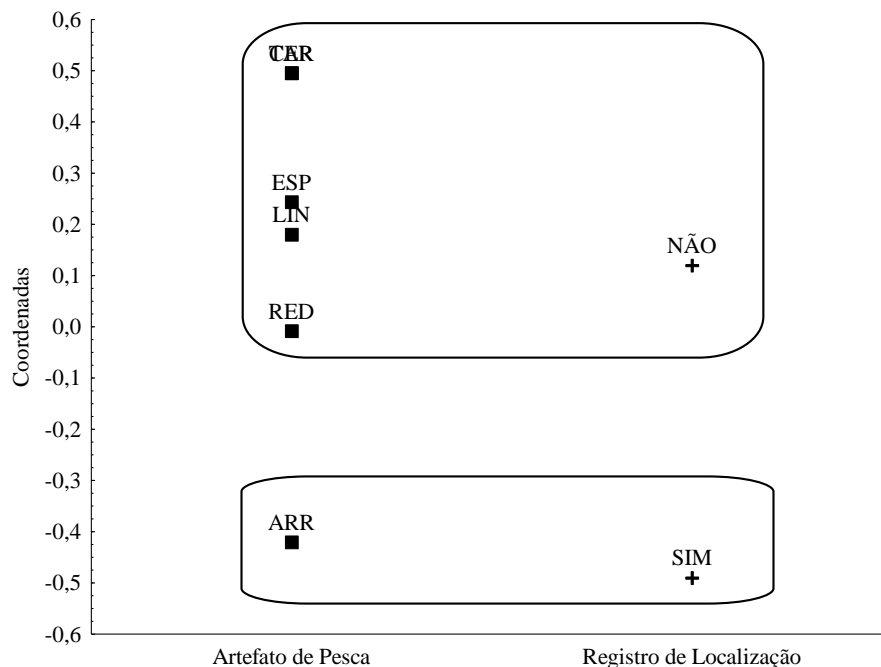 0,6
0,5
0,4
0,3
0,2
0,1
0,0
-0,1
-0,2
-0,3
-0,4
-0,5
-0,6
Coordenadas
ESP
LIN
RED
ARR
NÃO
SIM
Artefato de Pesca
Registro de Localização